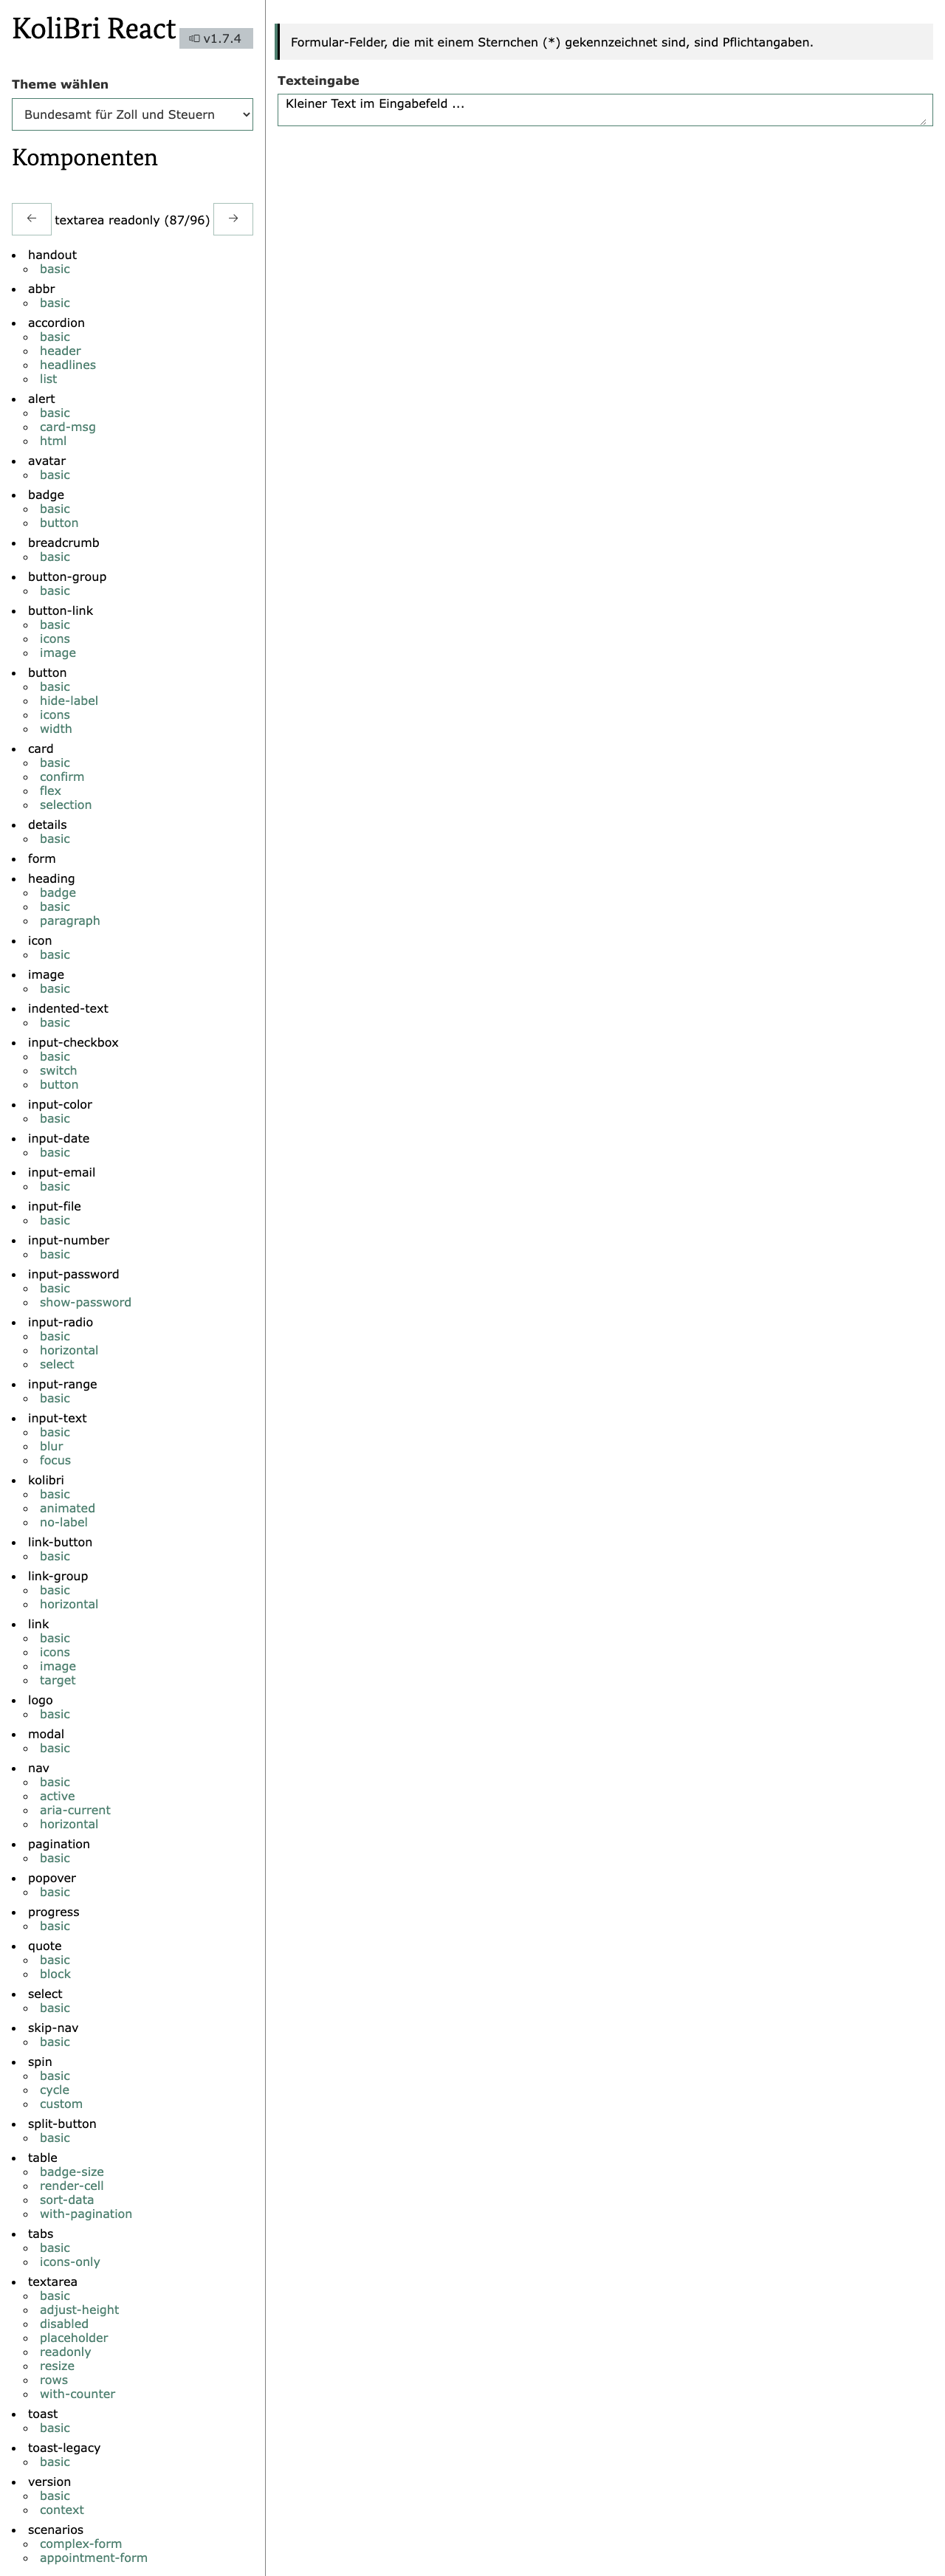 KoliBri React
v1.7.4
Theme wählen
Bundesamt für Zoll und Steuern
Komponenten
← textarea readonly (87/96) →
handout
basic
abbr
basic
accordion
basic
header
headlines
list
alert
basic
card-msg
html
avatar
basic
badge
basic
button
breadcrumb
basic
button-group
basic
button-link
basic
icons
image
button
basic
hide-label
icons
width
card
basic
confirm
flex
selection
details
basic
form
heading
badge
basic
paragraph
icon
basic
image
basic
indented-text
basic
input-checkbox
basic
switch
button
input-color
basic
input-date
basic
input-email
basic
input-file
basic
input-number
basic
input-password
basic
show-password
input-radio
basic
horizontal
select
input-range
basic
input-text
basic
blur
focus
kolibri
basic
animated
no-label
link-button
basic
link-group
basic
horizontal
link
basic
icons
image
target
logo
basic
modal
basic
nav
basic
active
aria-current
horizontal
pagination
basic
popover
basic
progress
basic
quote
basic
block
select
basic
skip-nav
basic
spin
basic
cycle
custom
split-button
basic
table
badge-size
render-cell
sort-data
with-pagination
tabs
basic
icons-only
textarea
basic
adjust-height
disabled
placeholder
readonly
resize
rows
with-counter
toast
basic
toast-legacy
basic
version
basic
context
scenarios
complex-form
appointment-form
Formular-Felder, die mit einem Sternchen (*) gekennzeichnet sind, sind Pflichtangaben.
Texteingabe
Kleiner Text im Eingabefeld ...